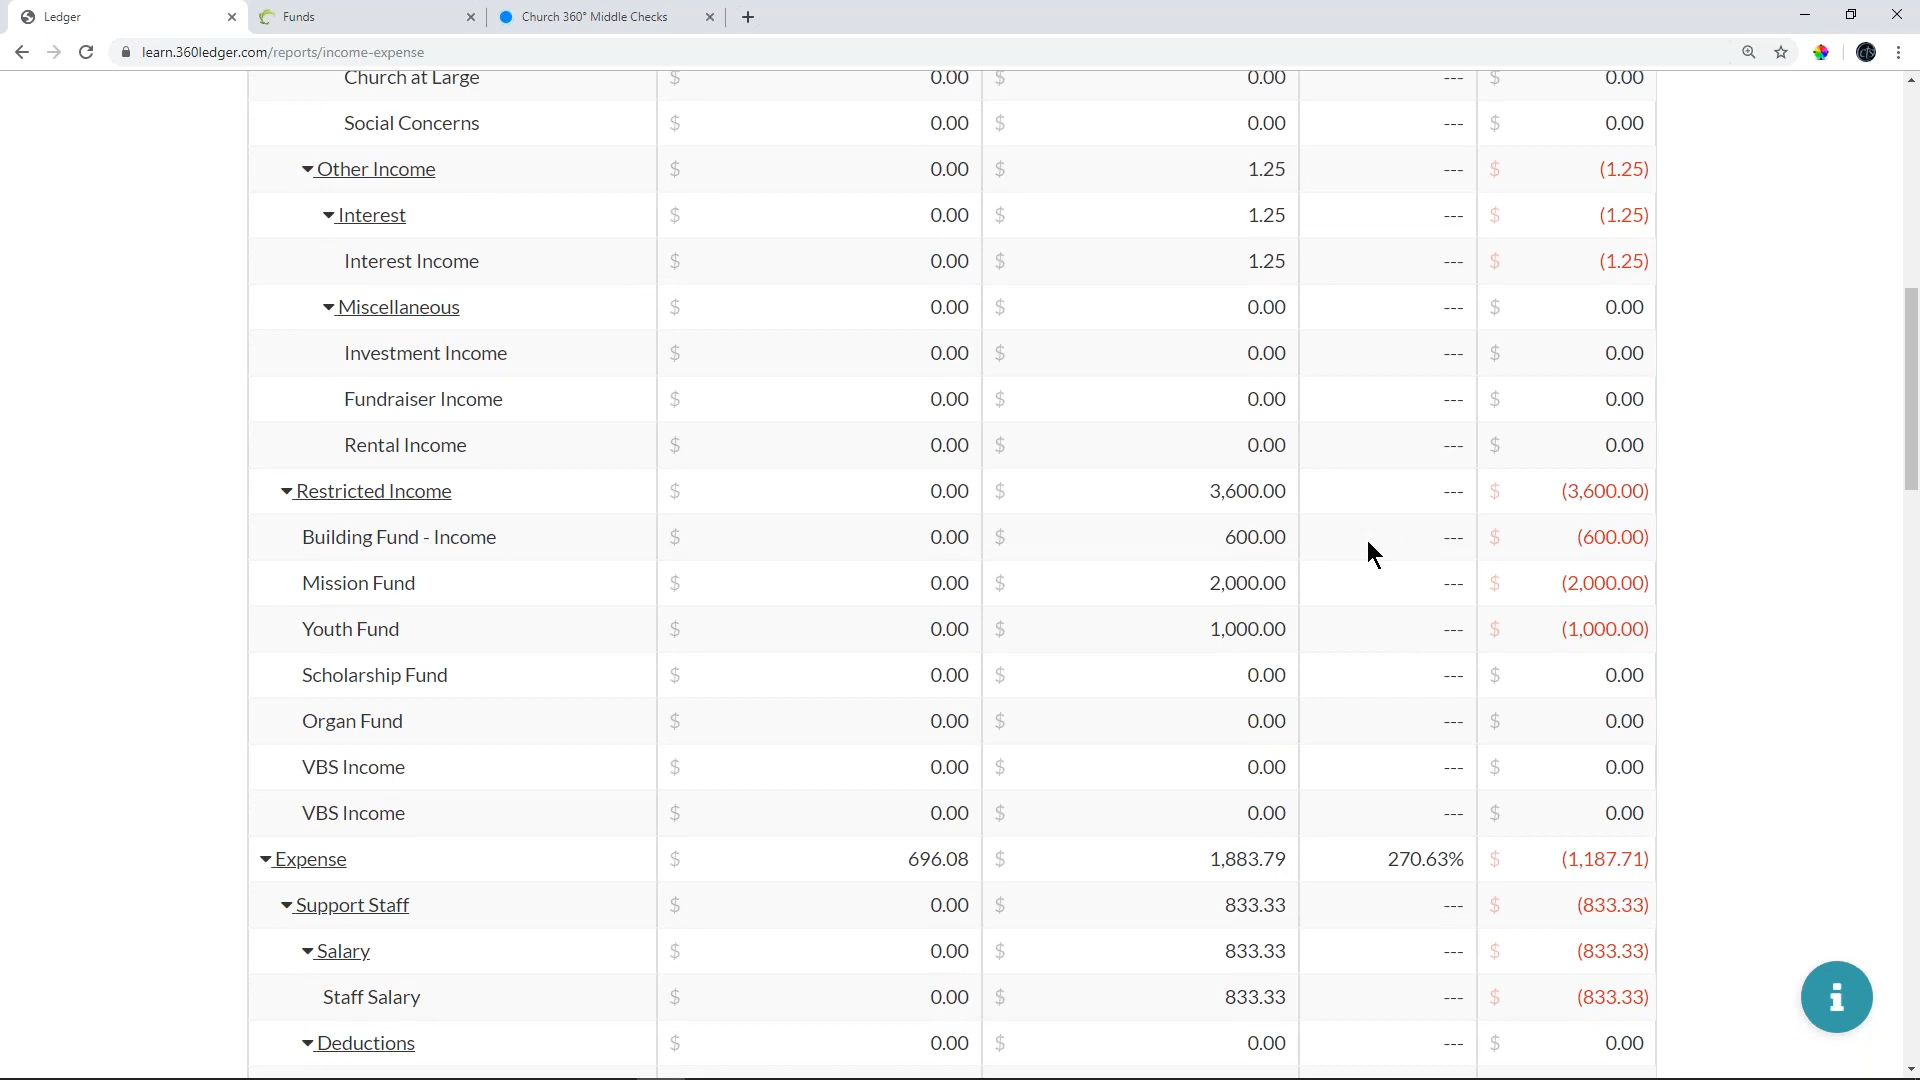 Ledger
Funds
Church 360° Middle Checks
learn.360ledger.com/reports/income-expense
Church at Large $ 0.00 $ 0.00 --- $ 0.00
Social Concerns $ 0.00 $ 0.00 --- $ 0.00
Other Income $ 0.00 $ 1.25 --- $ (1.25)
Interest $ 0.00 $ 1.25 --- $ (1.25)
Interest Income $ 0.00 $ 1.25 --- $ (1.25)
Miscellaneous $ 0.00 $ 0.00 --- $ 0.00
Investment Income $ 0.00 $ 0.00 --- $ 0.00
Fundraiser Income $ 0.00 $ 0.00 --- $ 0.00
Rental Income $ 0.00 $ 0.00 --- $ 0.00
Restricted Income $ 0.00 $ 3,600.00 --- $ (3,600.00)
Building Fund - Income $ 0.00 $ 600.00 --- $ (600.00)
Mission Fund $ 0.00 $ 2,000.00 --- $ (2,000.00)
Youth Fund $ 0.00 $ 1,000.00 --- $ (1,000.00)
Scholarship Fund $ 0.00 $ 0.00 --- $ 0.00
Organ Fund $ 0.00 $ 0.00 --- $ 0.00
VBS Income $ 0.00 $ 0.00 --- $ 0.00
VBS Income $ 0.00 $ 0.00 --- $ 0.00
Expense $ 696.08 $ 1,883.79 270.63% $ (1,187.71)
Support Staff $ 0.00 $ 833.33 --- $ (833.33)
Salary $ 0.00 $ 833.33 --- $ (833.33)
Staff Salary $ 0.00 $ 833.33 --- $ (833.33)
Deductions $ 0.00 $ 0.00 --- $ 0.00